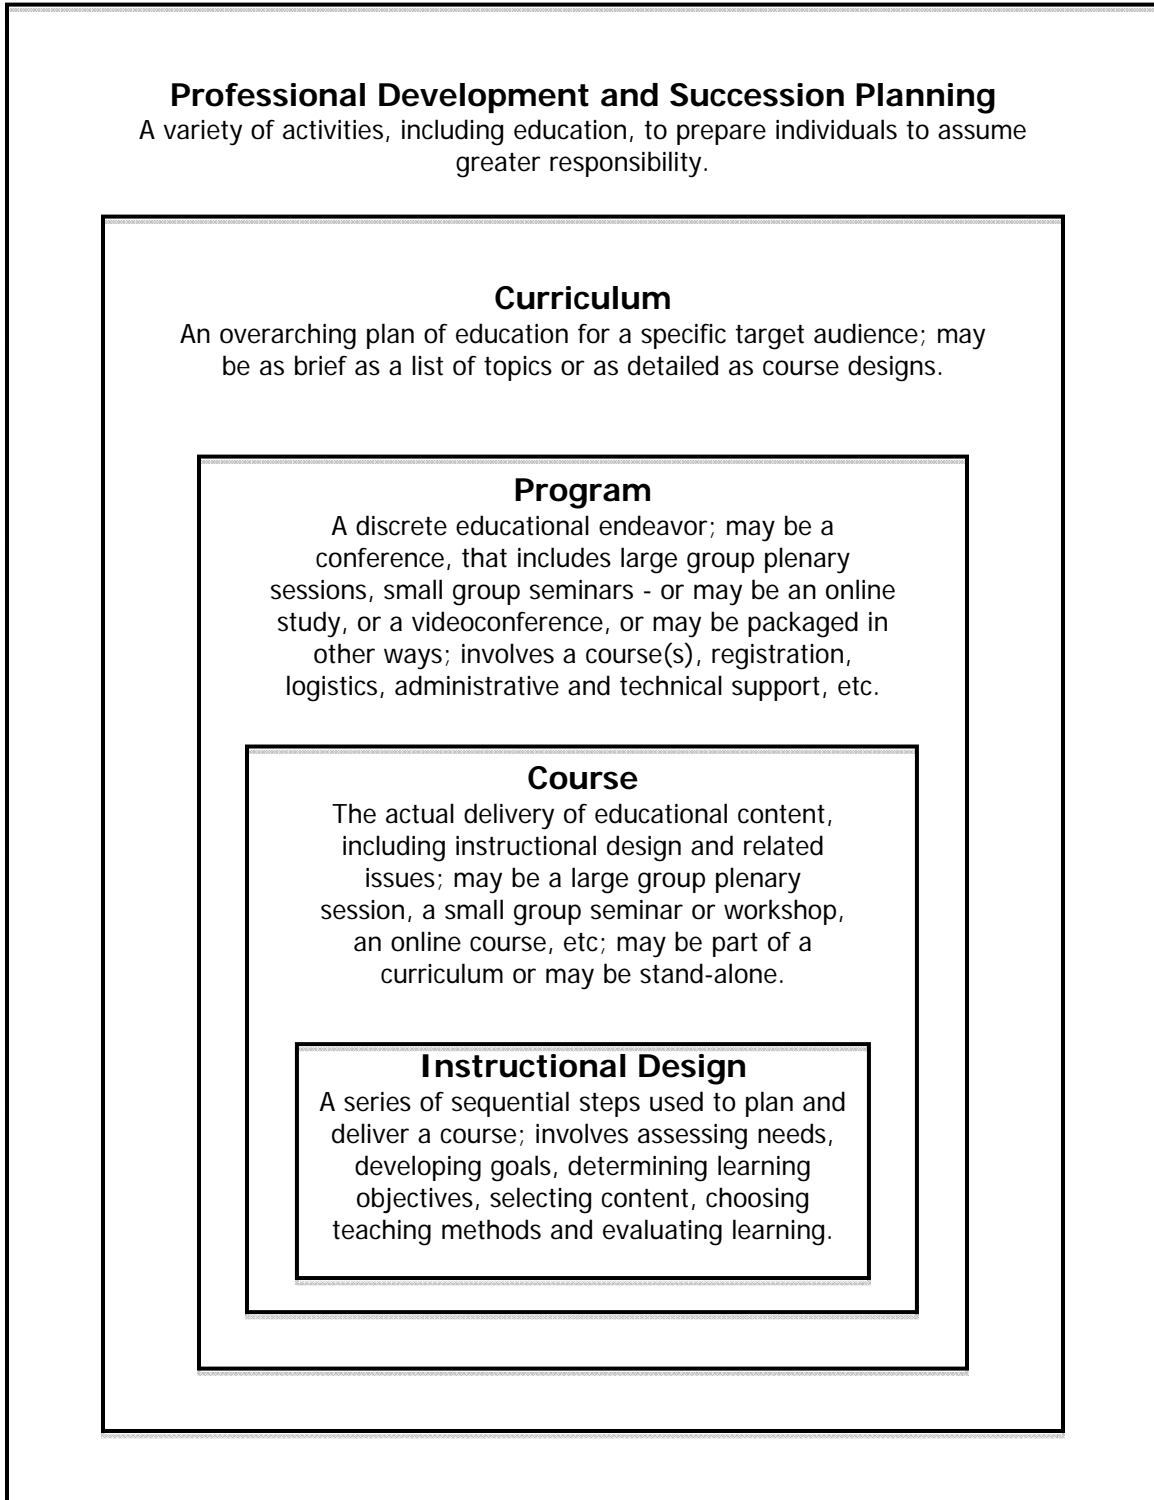 Professional Development and Succession Planning
A variety of activities, including education, to prepare individuals to assume
greater responsibility.
Curriculum
An overarching plan of education for a specific target audience; may
be as brief as a list of topics or as detailed as course designs.
Program
A discrete educational endeavor; may be a
conference, that includes large group plenary
sessions, small group seminars - or may be an online
study, or a videoconference, or may be packaged in
other ways; involves a course(s), registration,
logistics, administrative and technical support, etc.
Course
The actual delivery of educational content,
including instructional design and related
issues; may be a large group plenary
session, a small group seminar or workshop,
an online course, etc; may be part of a
curriculum or may be stand-alone.
Instructional Design
A series of sequential steps used to plan and
deliver a course; involves assessing needs,
developing goals, determining learning
objectives, selecting content, choosing
teaching methods and evaluating learning.